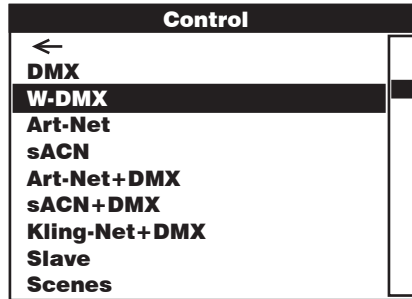 Control
←
DMX
W-DMX
Art-Net
sACN
Art-Net+DMX
sACN+DMX
Kling-Net+DMX
Slave
Scenes